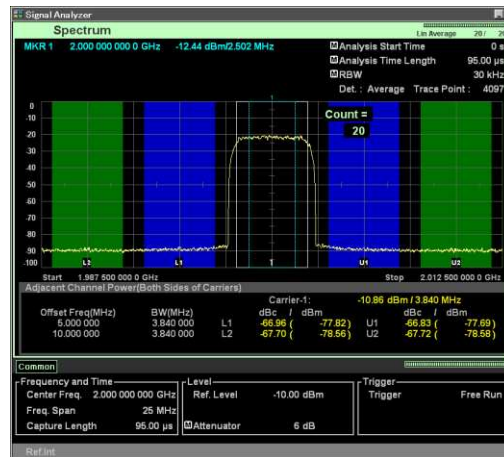 Signal Analyzer
Spectrum
Lin Average 20 / 20
MKR 1 2.000 000 000 0 GHz -12.44 dBm/2.502 MHz
M Analysis Start Time 0 s
M Analysis Time Length 95.00 µs
M RBW 30 kHz
Det. : Average Trace Point : 4097
1
0
Count =
20
-10
-20
-30
-40
-50
-60
-70
-80
-90
-100
L2 L1 1 U1 U2
Start 1.987 500 000 0 GHz Stop 2.012 500 000 0 GHz
Adjacent Channel Power(Both Sides of Carriers)
Carrier-1: -10.86 dBm / 3.840 MHz
Offset Freq(MHz) BW(MHz) dBc / dBm dBc / dBm
5.000 000 3.840 000 L1 -66.96 ( -77.82) U1 -66.83 ( -77.69)
10.000 000 3.840 000 L2 -67.70 ( -78.56) U2 -67.72 ( -78.58)
Common
Frequency and Time
Center Freq. 2.000 000 000 GHz
Freq. Span 25 MHz
Capture Length 95.00 µs
Level
Ref. Level -10.00 dBm
M Attenuator 6 dB
Trigger
Trigger Free Run
Ref.Int